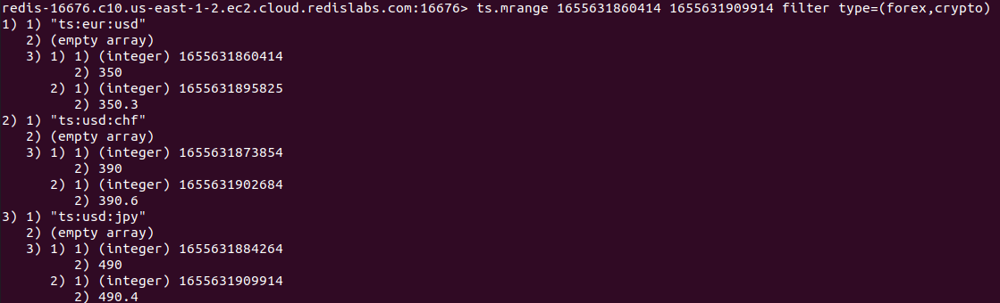 redis-16676.c10.us-east-1-2.ec2.cloud.redislabs.com:16676> ts.mrange 1655631860414 1655631909914 filter type=(forex,crypto)
1) 1) "ts:eur:usd"
   2) (empty array)
   3) 1) 1) (integer) 1655631860414
         2) 350
      2) 1) (integer) 1655631895825
         2) 350.3
2) 1) "ts:usd:chf"
   2) (empty array)
   3) 1) 1) (integer) 1655631873854
         2) 390
      2) 1) (integer) 1655631902684
         2) 390.6
3) 1) "ts:usd:jpy"
   2) (empty array)
   3) 1) 1) (integer) 1655631884264
         2) 490
      2) 1) (integer) 1655631909914
         2) 490.4